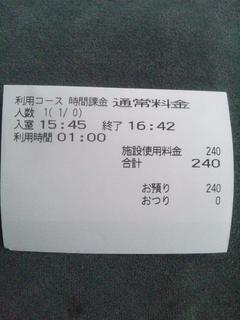 利用コース 時間課金 通常料金
人数 1( 1/ 0)
入室 15:45 終了 16:42
利用時間 01:00
施設使用料金 240
合計 240
お預り 240
おつり 0